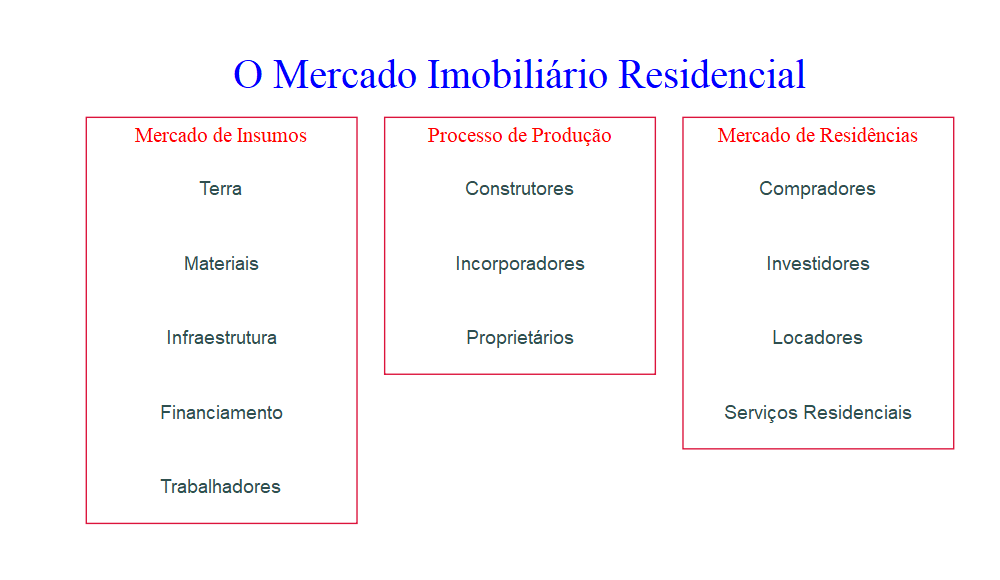 O Mercado Imobiliário Residencial
Mercado de Insumos
Terra
Materiais
Infraestrutura
Financiamento
Trabalhadores
Processo de Produção
Construtores
Incorporadores
Proprietários
Mercado de Residências
Compradores
Investidores
Locadores
Serviços Residenciais